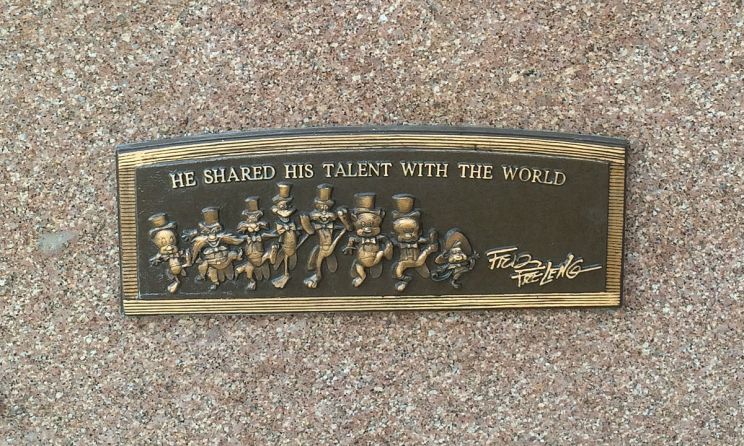 HE SHARED HIS TALENT WITH THE WORLD
FRIZ
FRELENG